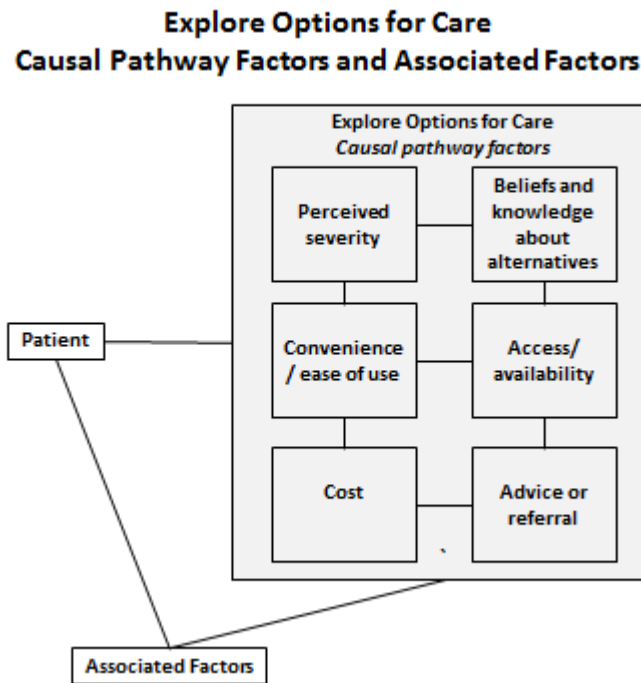 Explore Options for Care
Causal Pathway Factors and Associated Factors
Explore Options for Care
Causal pathway factors
Perceived
severity
Beliefs and
knowledge
about
alternatives
Patient
Convenience
/ ease of use
Access/
availability
Cost
Advice or
referral
`
Associated Factors